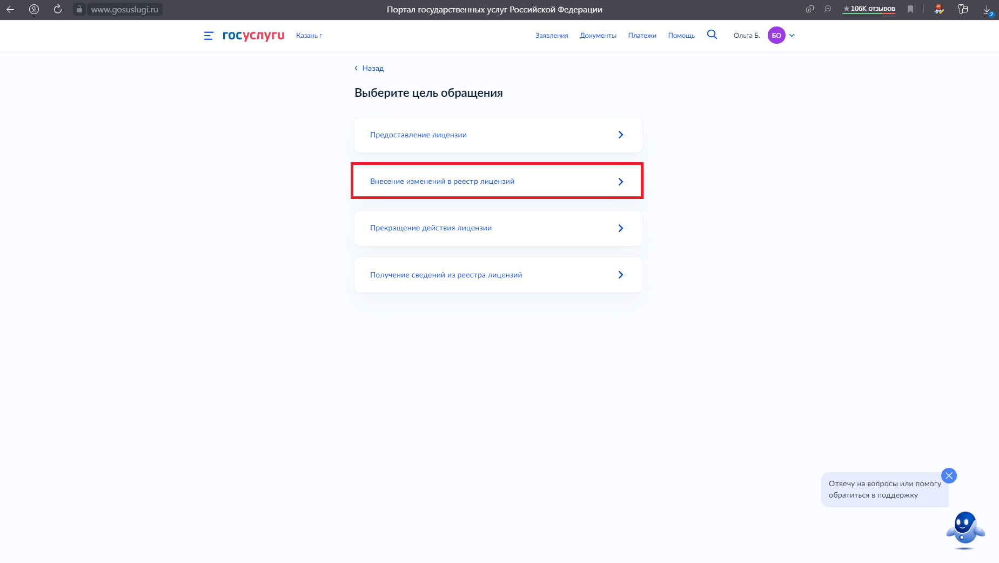 www.gosuslugi.ru
Портал государственных услуг Российской Федерации
★106K отзывов
2
госуслуги
Казань г
Заявления
Документы
Платежи
Помощь
Ольга Б.
БО
Назад
Выберите цель обращения
Предоставление лицензии
Внесение изменений в реестр лицензий
Прекращение действия лицензии
Получение сведений из реестра лицензий
Отвечу на вопросы или помогу
обратиться в поддержку